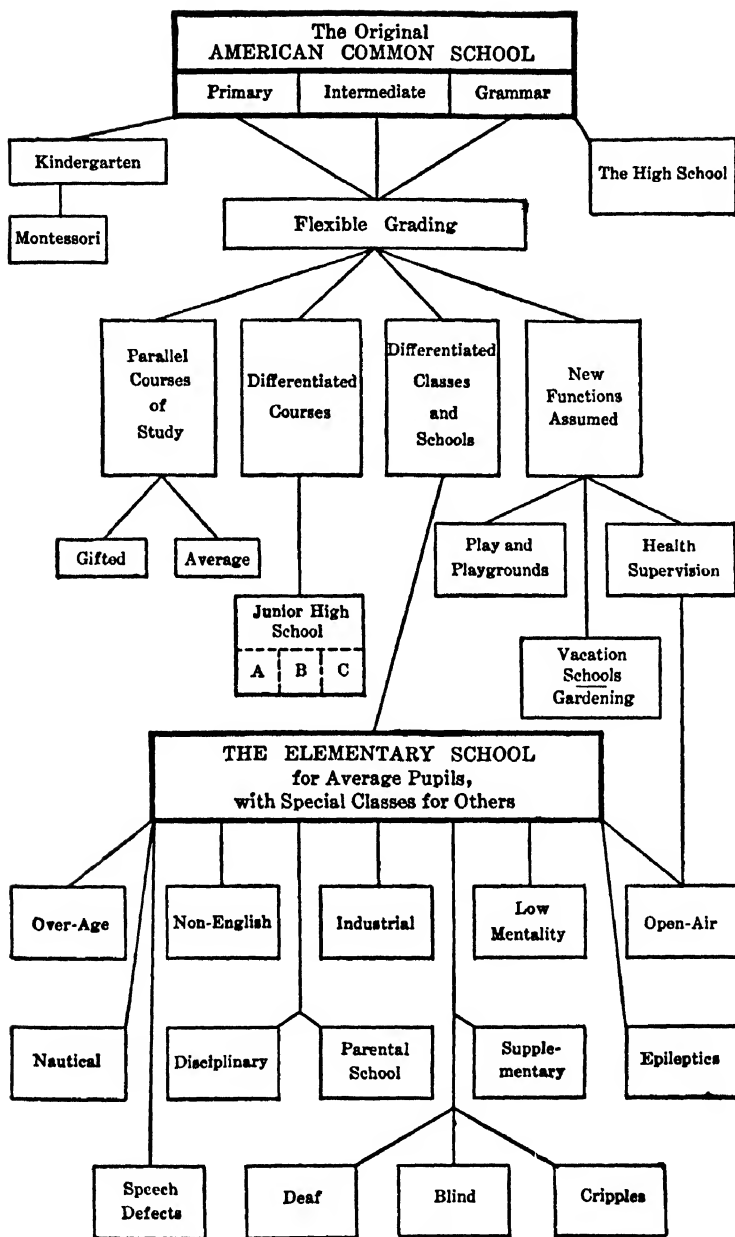 The Original
AMERICAN COMMON SCHOOL
Primary
Intermediate
Grammar
Kindergarten
The High School
Montessori
Flexible Grading
Parallel
Courses
of
Study
Differentiated
Courses
Differentiated
Classes
and
Schools
New
Functions
Assumed
Gifted
Average
Play and
Playgrounds
Health
Supervision
Junior High
School
A
B
C
Vacation
Schools
Gardening
THE ELEMENTARY SCHOOL
for Average Pupils,
with Special Classes for Others
Over-Age
Non-English
Industrial
Low
Mentality
Open-Air
Nautical
Disciplinary
Parental
School
Supple-
mentary
Epileptics
Speech
Defects
Deaf
Blind
Cripples